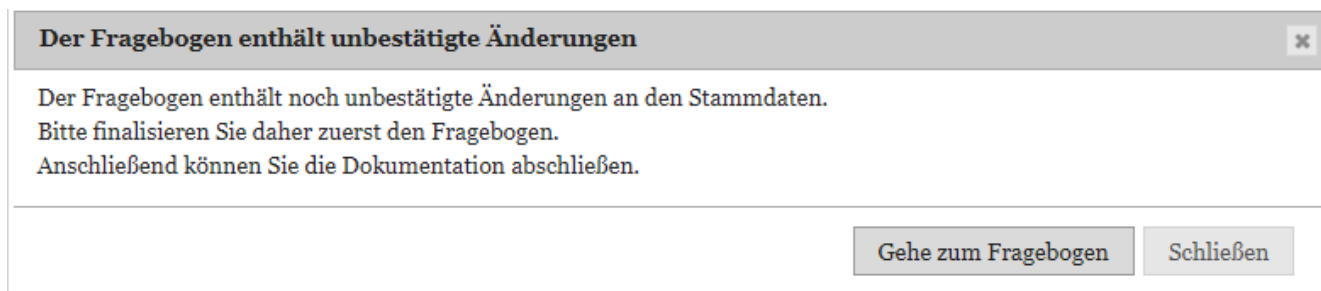 Der Fragebogen enthält unbestätigte Änderungen
Der Fragebogen enthält noch unbestätigte Änderungen an den Stammdaten.
Bitte finalisieren Sie daher zuerst den Fragebogen.
Anschließend können Sie die Dokumentation abschließen.
Gehe zum Fragebogen Schließen